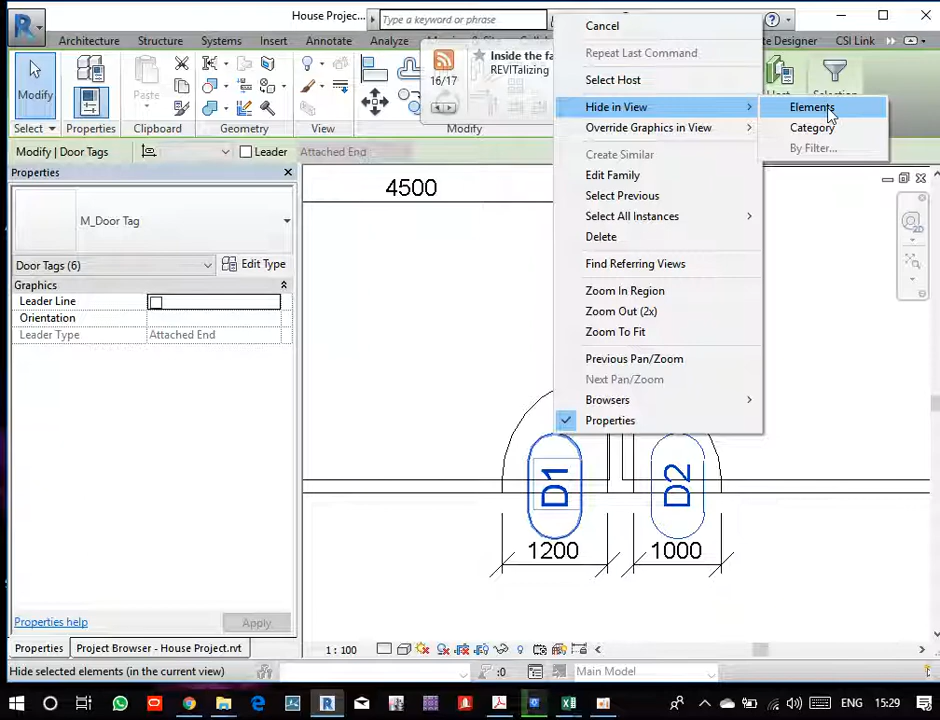 House Projec...
Type a keyword or phrase
Architecture
Structure
Systems
Insert
Annotate
Analyze
Designer
CSI Link
16/17
Inside the fa
REVITalizing
Modify
Paste
Select
Properties
Clipboard
Geometry
View
Modify
Modify | Door Tags
Leader
Attached End
Properties
M_Door Tag
Door Tags (6)
Edit Type
Graphics
Leader Line
Orientation
Leader Type
Attached End
Properties help
Apply
Properties
Project Browser - House Project.rvt
Cancel
Repeat Last Command
Select Host
Hide in View
Override Graphics in View
Create Similar
Edit Family
Select Previous
Select All Instances
Delete
Find Referring Views
Zoom In Region
Zoom Out (2x)
Zoom To Fit
Previous Pan/Zoom
Next Pan/Zoom
Browsers
Properties
Elements
Category
By Filter...
4500
D1
D2
1200
1000
2D
1 : 100
Hide selected elements (in the current view)
:0
Main Model
ENG
15:29